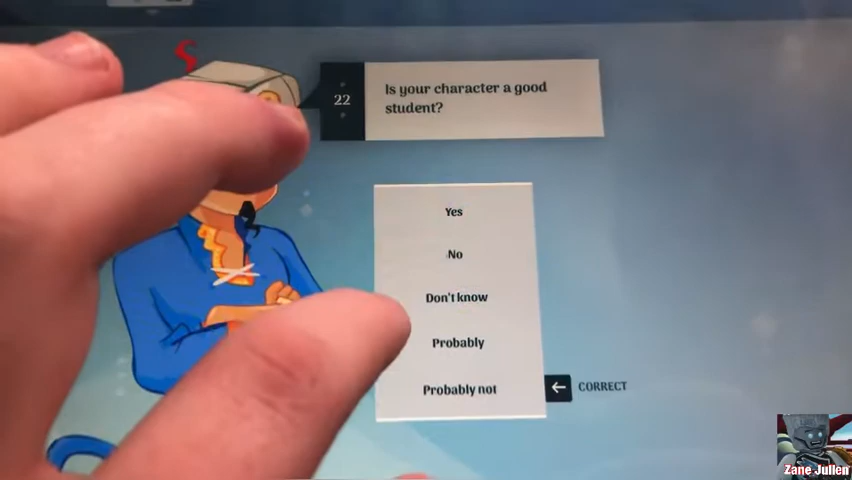 22
Is your character a good
student?
Yes
No
Don't know
Probably
Probably not
CORRECT
Zane Jullen